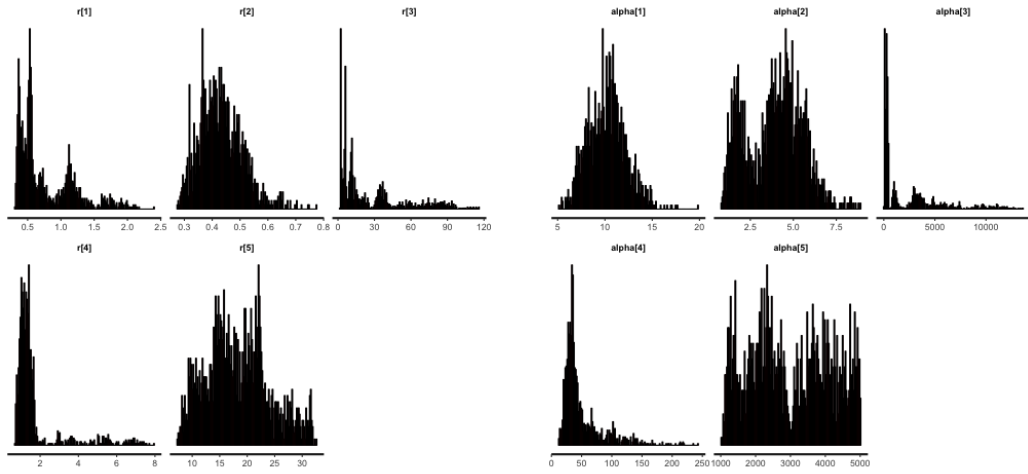 r[1] r[2] r[3] alpha[1] alpha[2] alpha[3]
0.5 1.0 1.5 2.0 2.5 0.3 0.4 0.5 0.6 0.7 0.8 0 30 60 90 120 5 10 15 20 2.5 5.0 7.5 0 5000 10000
r[4] r[5] alpha[4] alpha[5]
2 4 6 8 10 20 30 0 50 100 150 200 250 1000 2000 3000 4000 5000